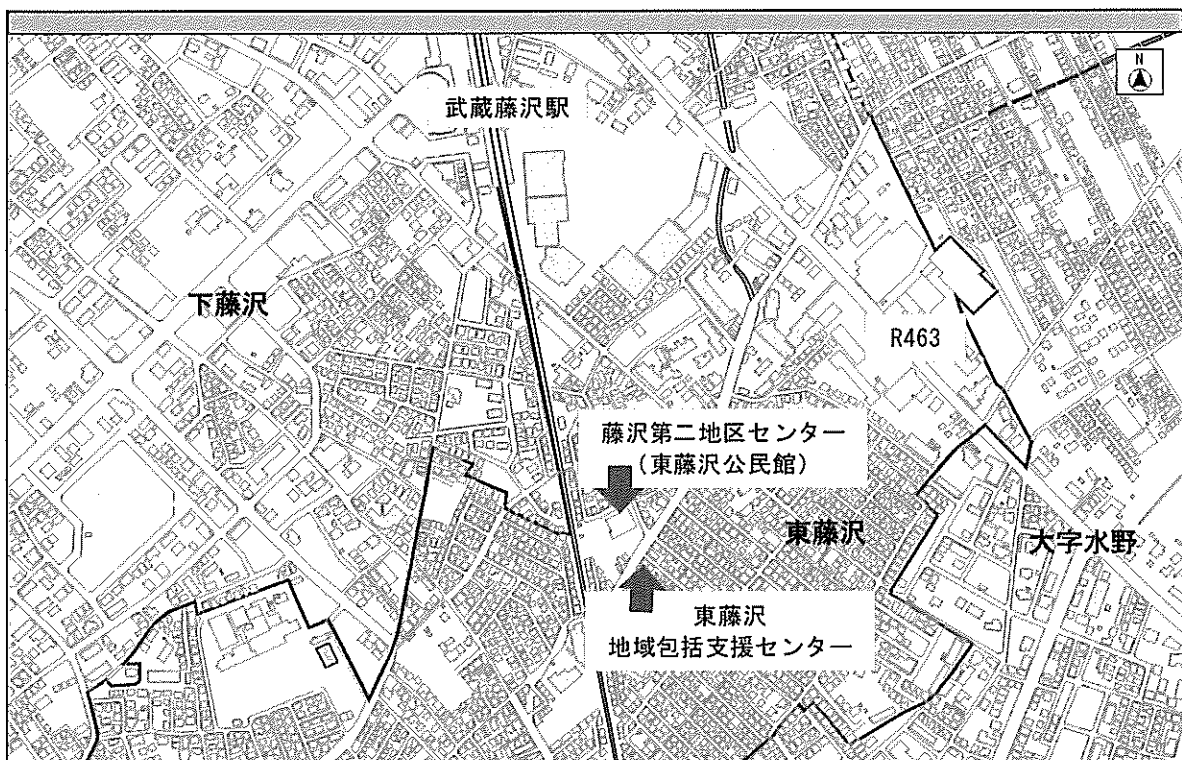 N
武蔵藤沢駅
下藤沢
R463
藤沢第二地区センター
（東藤沢公民館）
東藤沢
大字水野
東藤沢
地域包括支援センター